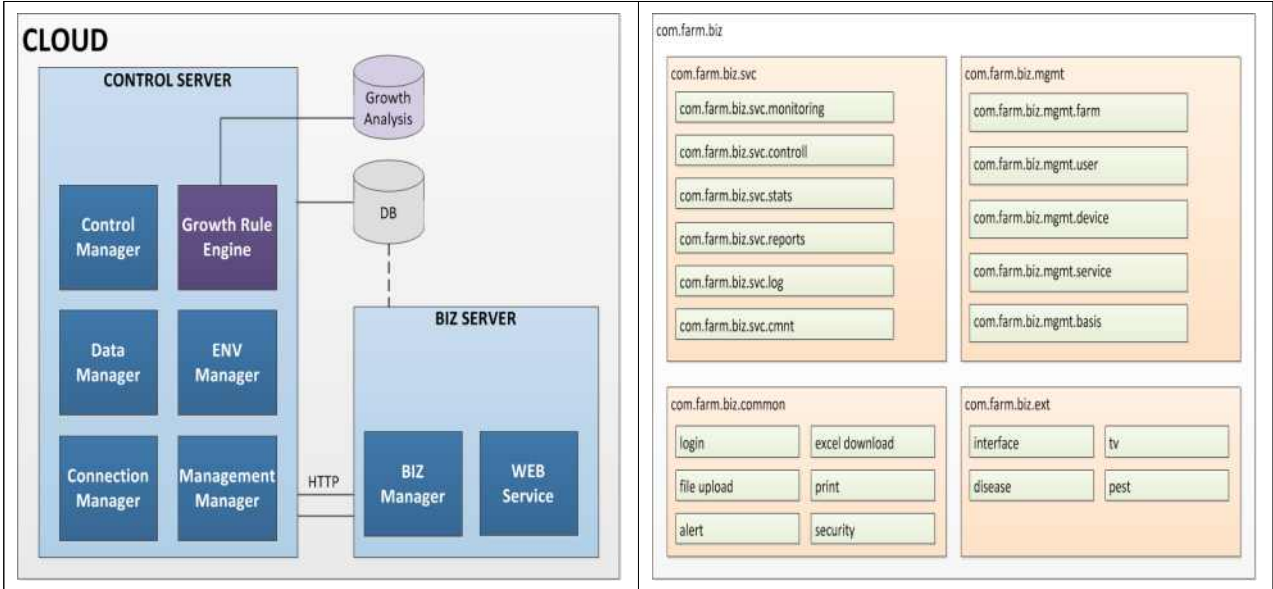 CLOUD
CONTROL SERVER
Growth
Analysis
DB
Control
Manager
Growth Rule
Engine
Data
Manager
ENV
Manager
Connection
Manager
Management
Manager
HTTP
BIZ SERVER
BIZ
Manager
WEB
Service
com.farm.biz
com.farm.biz.svc
com.farm.biz.svc.monitoring
com.farm.biz.svc.controll
com.farm.biz.svc.stats
com.farm.biz.svc.reports
com.farm.biz.svc.log
com.farm.biz.svc.cmnt
com.farm.biz.mgmt
com.farm.biz.mgmt.farm
com.farm.biz.mgmt.user
com.farm.biz.mgmt.device
com.farm.biz.mgmt.service
com.farm.biz.mgmt.basis
com.farm.biz.common
login
excel download
file upload
print
alert
security
com.farm.biz.ext
interface
tv
disease
pest